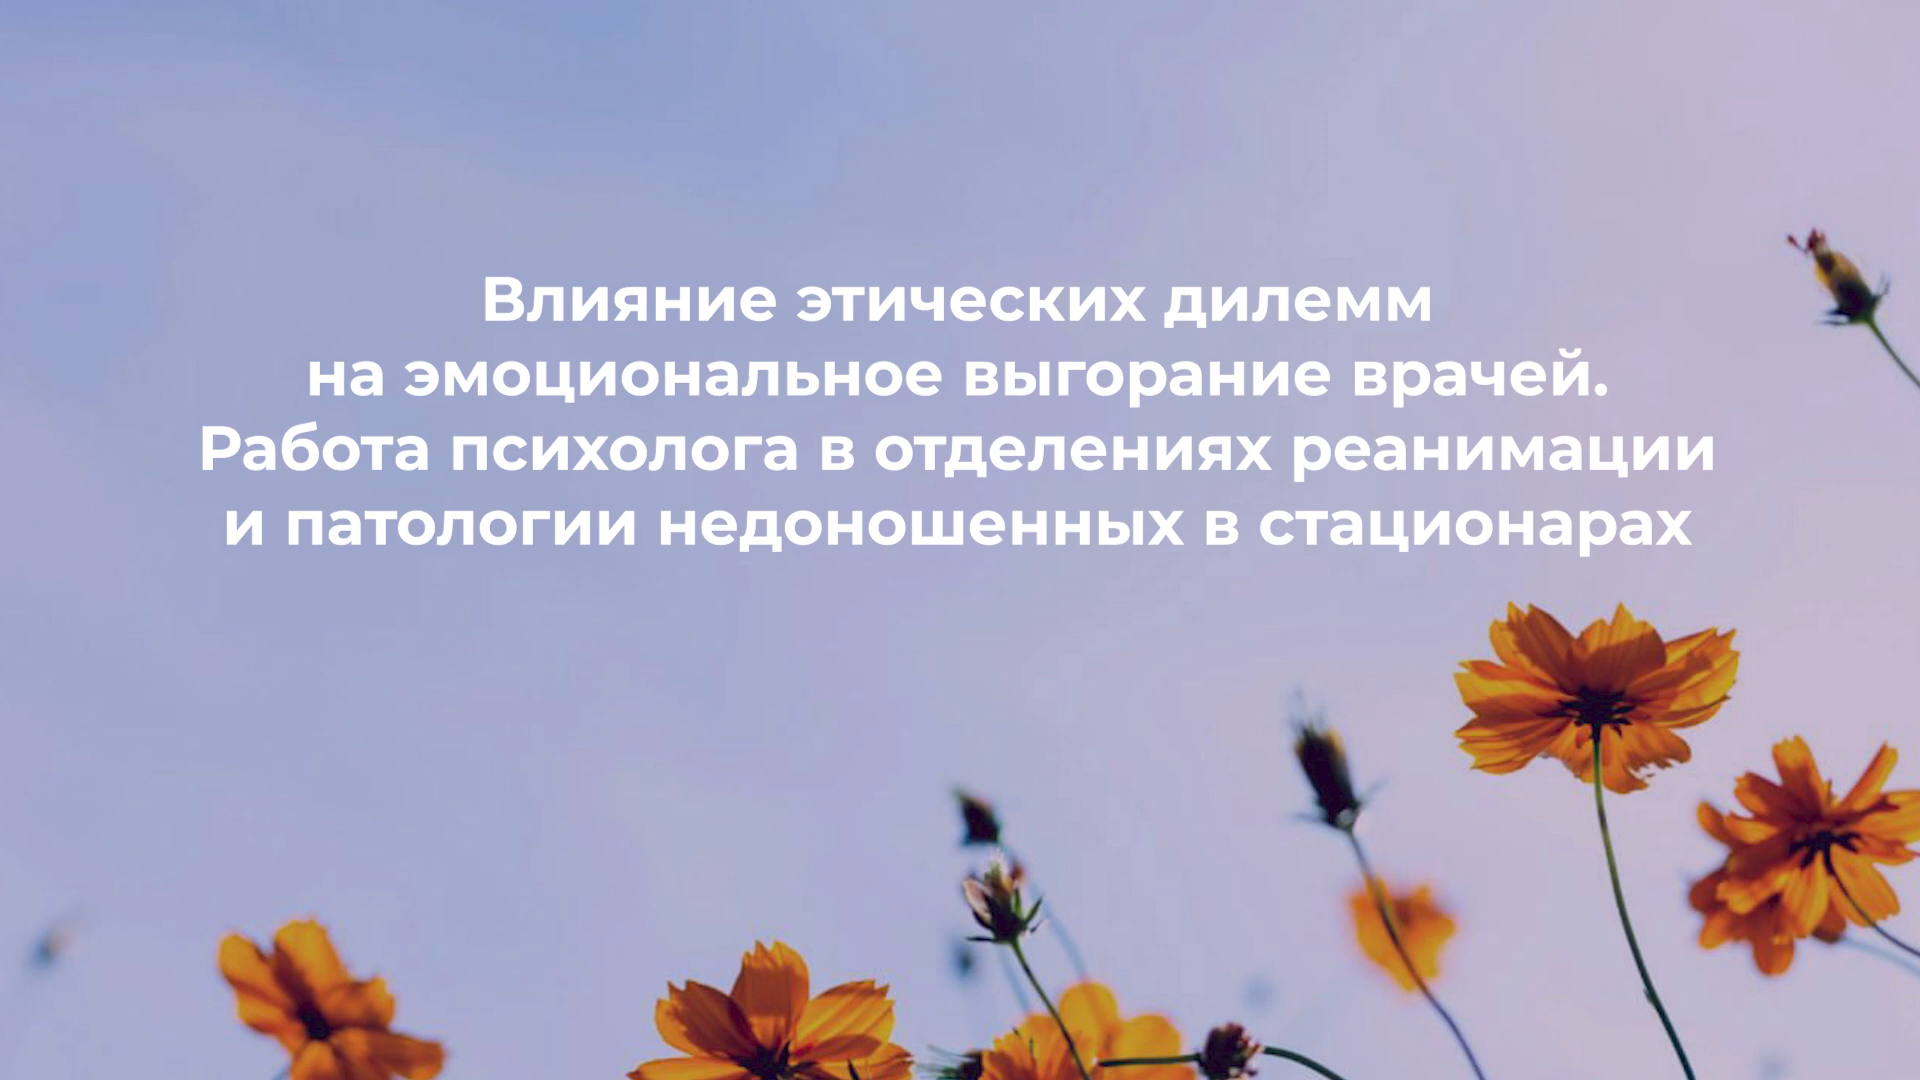 Влияние этических дилемм
на эмоциональное выгорание врачей.
Работа психолога в отделениях реанимации
и патологии недоношенных в стационарах